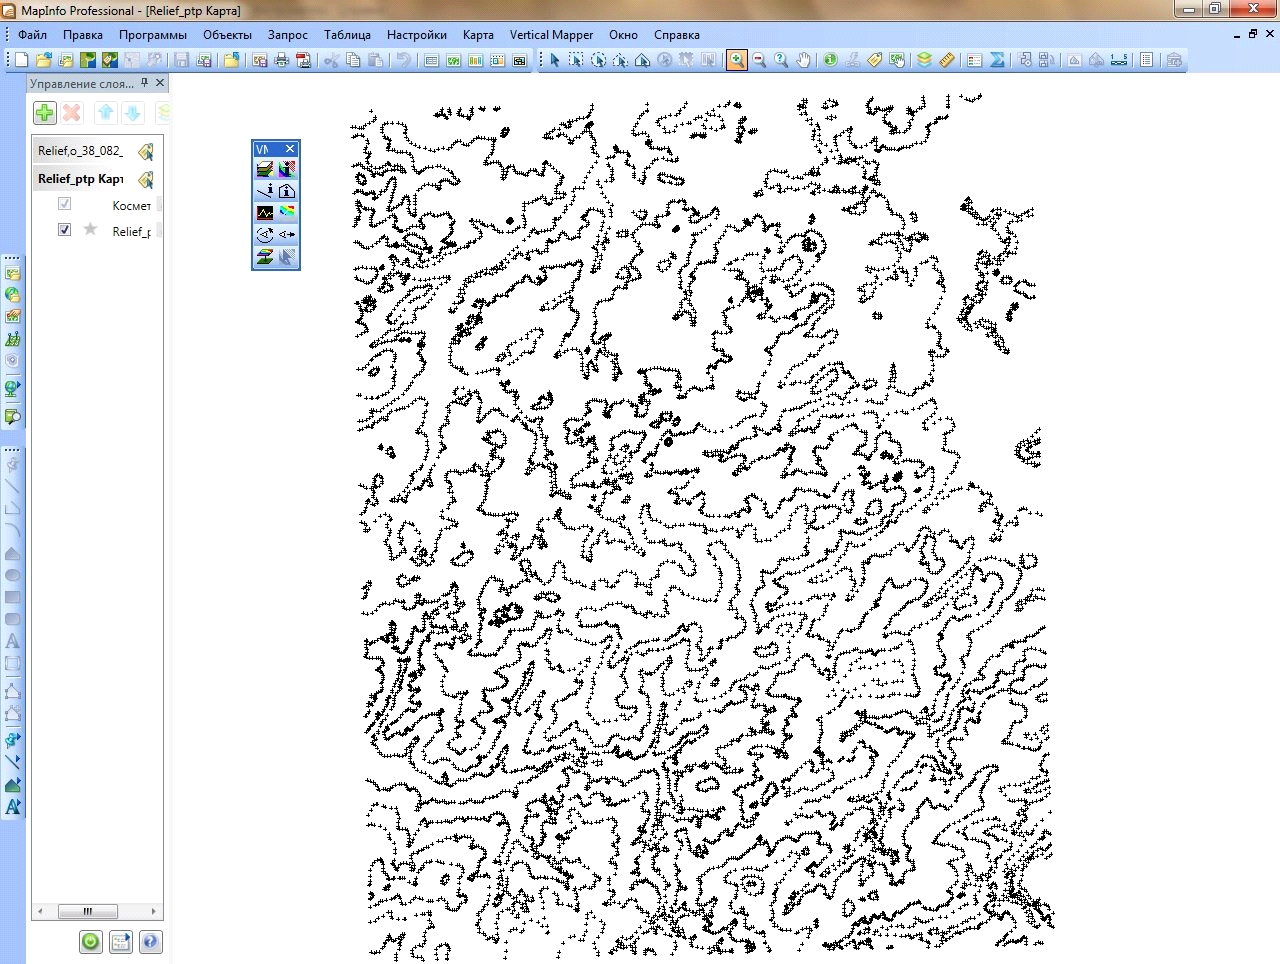 MapInfo Professional - [Relief_ptp Карта]
Файл Правка Программы Объекты Запрос Таблица Настройки Карта Vertical Mapper Окно Справка
Управление слоя...
Relief,o_38_082_
Relief_ptp Карт
Космет
Relief_p
VM